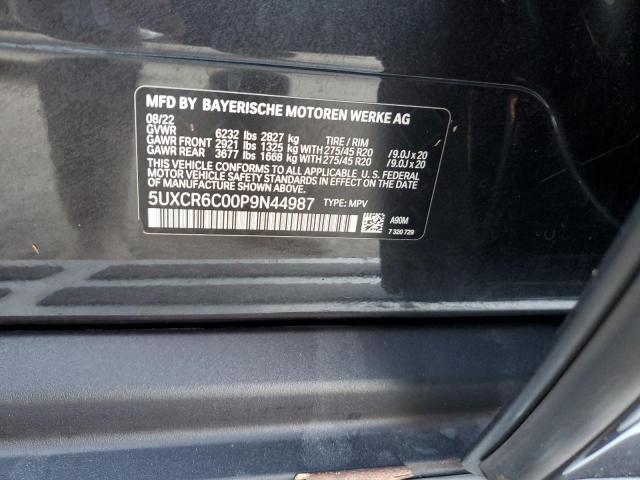 MFD BY BAYERISCHE MOTOREN WERKE AG
08/22
GVWR 6232 lbs 2827 kg TIRE / RIM
GAWR FRONT 2921 lbs 1325 kg WITH 275/45 R20 /9.0J x 20
GAWR REAR 3677 lbs 1668 kg WITH 275/45 R20 /9.0J x 20
THIS VEHICLE CONFORMS TO ALL APPLICABLE U. S. FEDERAL
MOTOR VEHICLE SAFETY AND THEFT PREVENTION
STANDARDS IN EFFECT ON THE DATE OF
MANUFACTURE SHOWN ABOVE.
5UXCR6C00P9N44987 TYPE: MPV
A90M
7 320 729